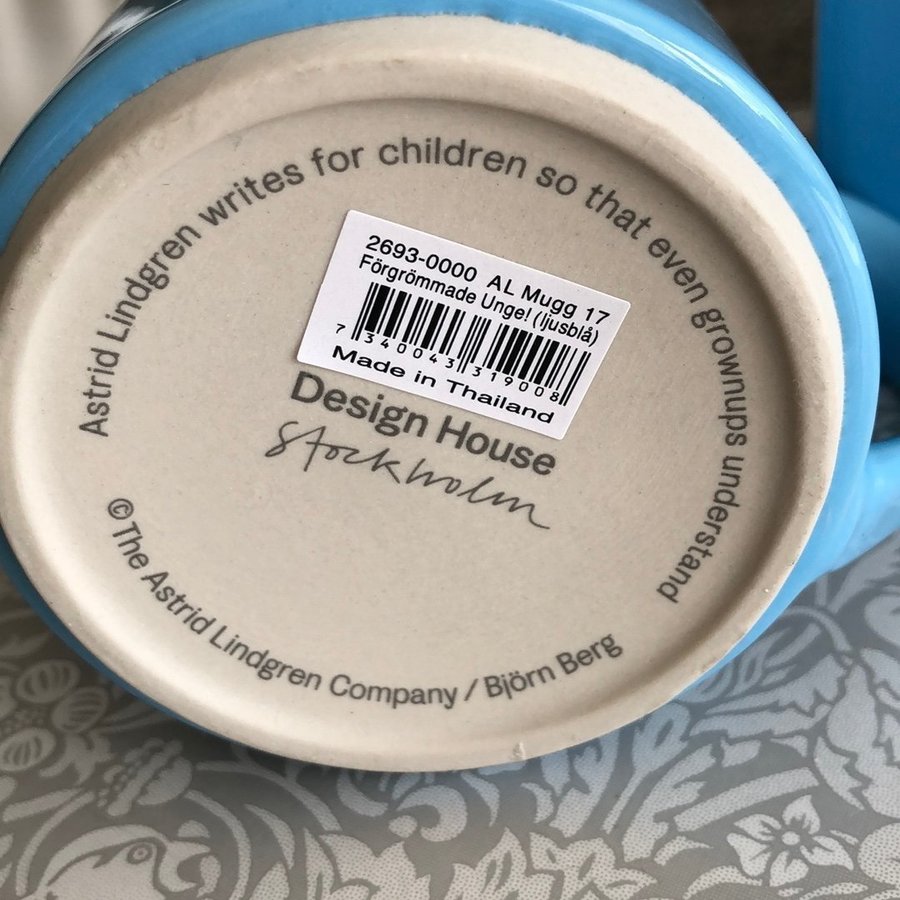 Astrid Lindgren writes for children so that even grownups understand
2693-0000 AL Mugg 17
Förgrömmade Unge! (ljusblå)
7 340043 319008
Made in Thailand
Design House
Stockholm
©The Astrid Lindgren Company / Björn Berg